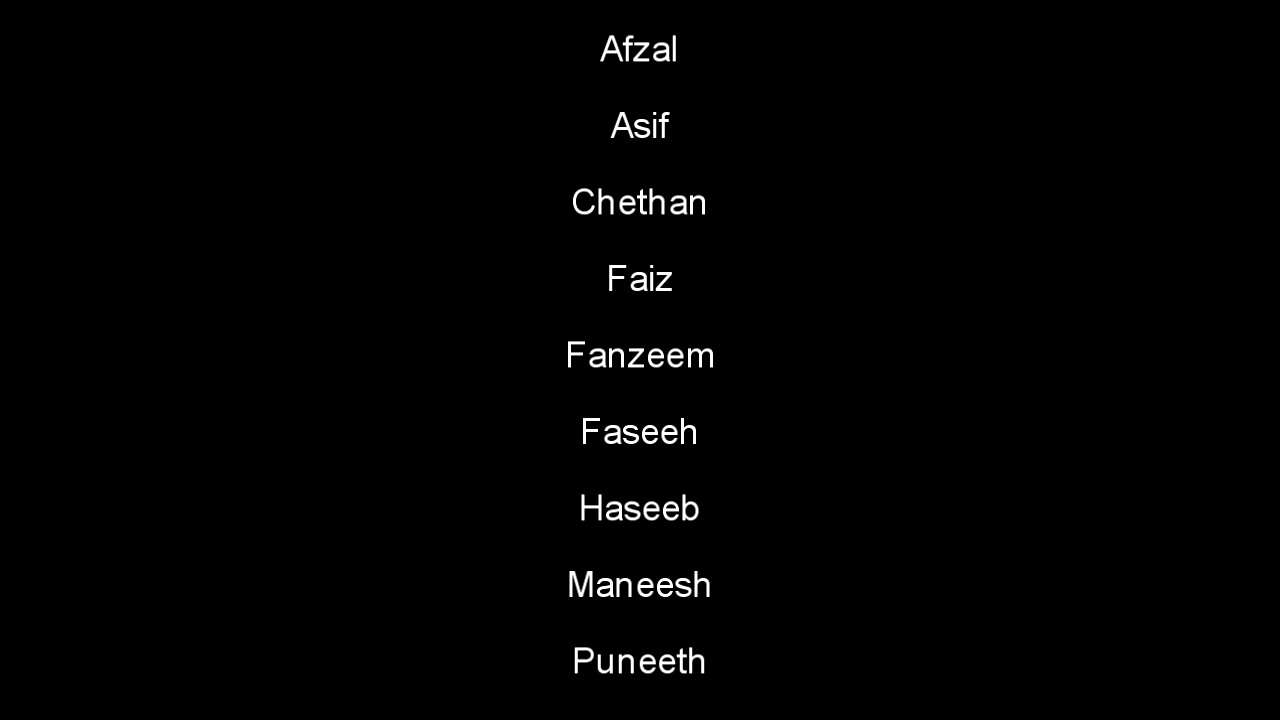 Afzal
Asif
Chethan
Faiz
Fanzeem
Faseeh
Haseeb
Maneesh
Puneeth